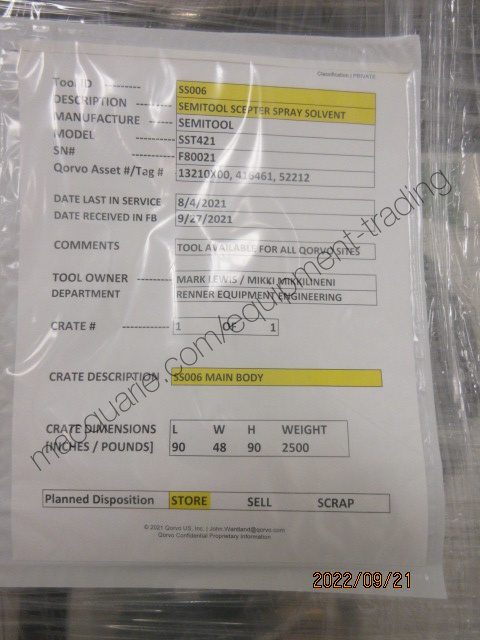 Classification | PRIVATE
Tool ID -------- SS006
DESCRIPTION -------- SEMITOOL SCEPTER SPRAY SOLVENT
MANUFACTURE -------- SEMITOOL
MODEL -------- SST421
SN# -------- F80021
Qorvo Asset #/Tag # 13210X00, 416461, 52212
DATE LAST IN SERVICE 8/4/2021
DATE RECEIVED IN FB 9/27/2021
COMMENTS TOOL AVAILABLE FOR ALL QORVO SITES
TOOL OWNER -------- MARK LEWIS / MIKKI MIKKILINENI
DEPARTMENT RENNER EQUIPMENT ENGINEERING
CRATE # -------- 1 OF 1
CRATE DESCRIPTION SS006 MAIN BODY
CRATE DIMENSIONS L W H WEIGHT
[INCHES / POUNDS] 90 48 90 2500
Planned Disposition STORE SELL SCRAP
© 2021 Qorvo US, Inc. | John.Wantland@qorvo.com
Qorvo Confidential Proprietary Information
macquarie.com/equipment-trading
2022/09/21